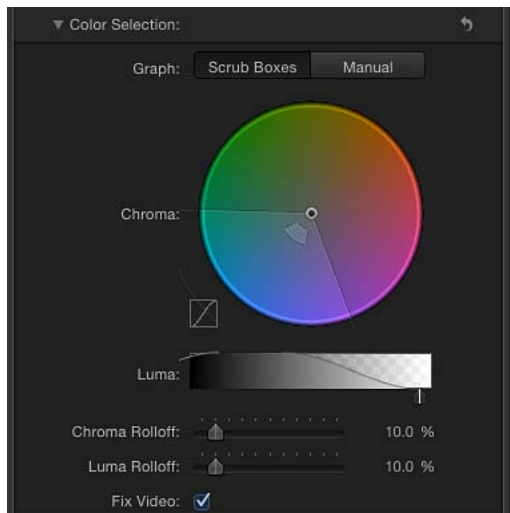 Color Selection:
Graph: Scrub Boxes Manual
Chroma:
Luma:
Chroma Rolloff: 10.0 %
Luma Rolloff: 10.0 %
Fix Video: